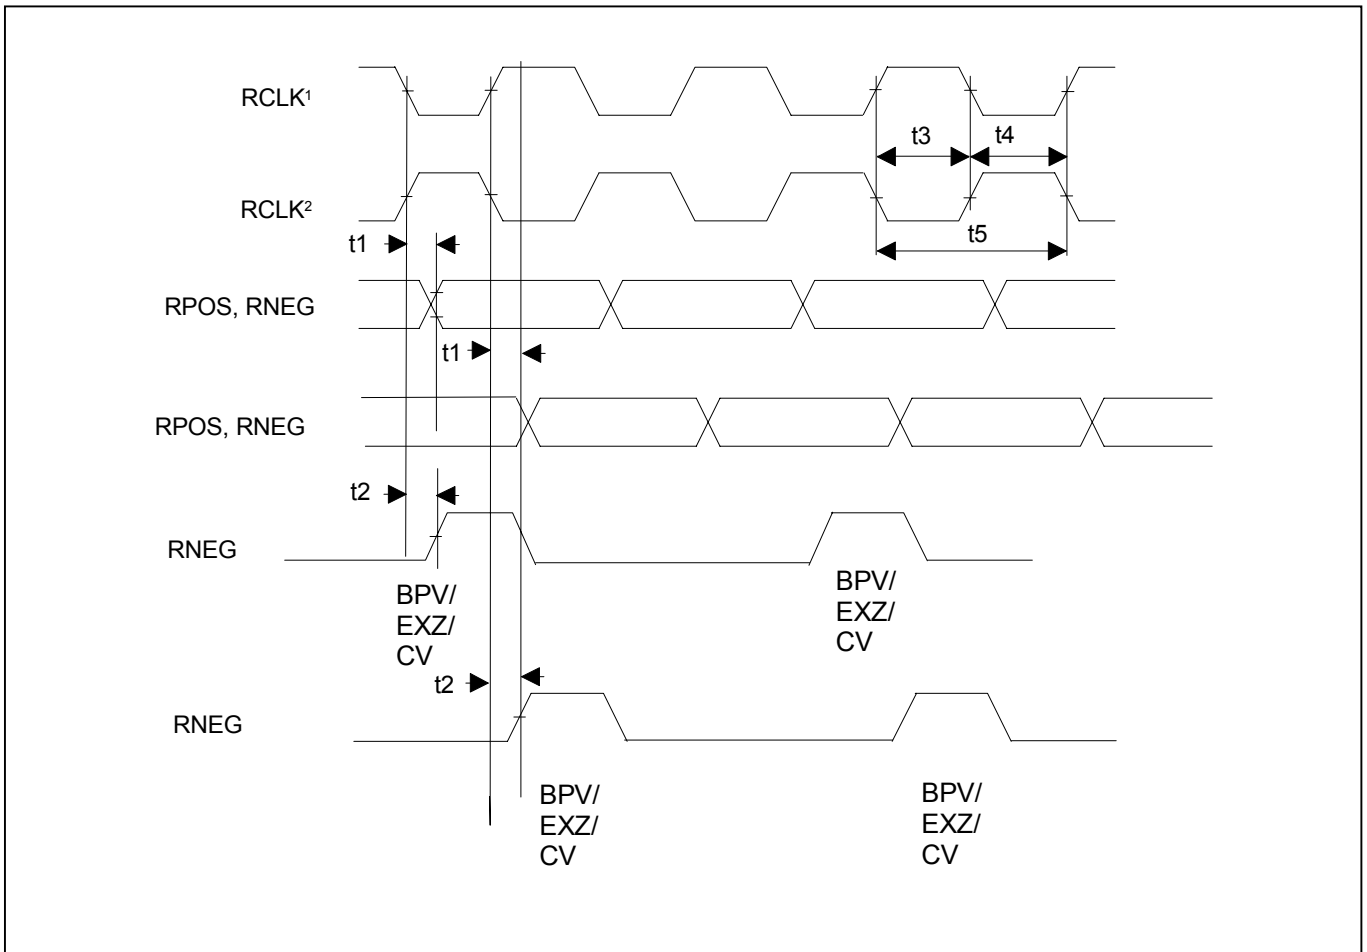 RCLK¹
t3
t4
RCLK²
t1
t5
RPOS, RNEG
t1
RPOS, RNEG
t2
RNEG
BPV/
EXZ/
CV
BPV/
EXZ/
CV
t2
RNEG
BPV/
EXZ/
CV
BPV/
EXZ/
CV